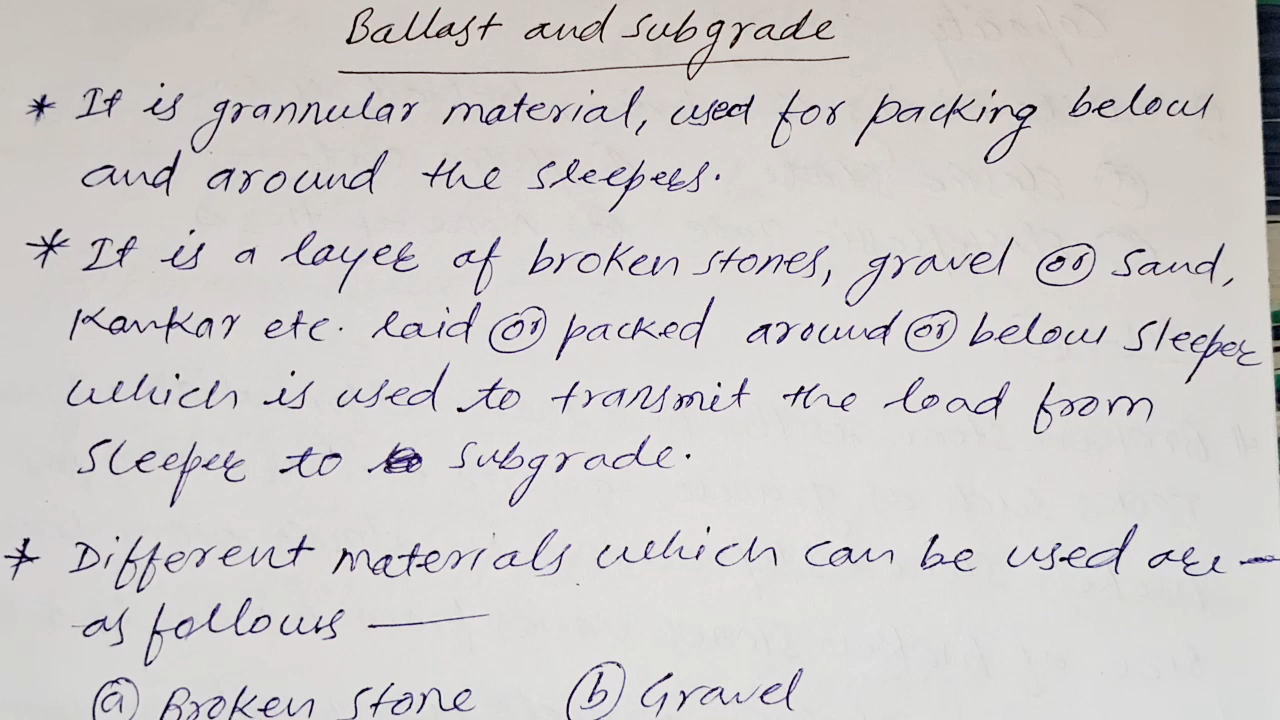 Ballast and subgrade
* It is grannular material, used for packing below
and around the sleepers.
* It is a layer of broken stones, gravel or sand,
Kankar etc. laid or packed around or below sleeper
which is used to transmit the load from
sleeper to subgrade.
* Different materials which can be used are -
as follows —
(a) Broken stone (b) Gravel